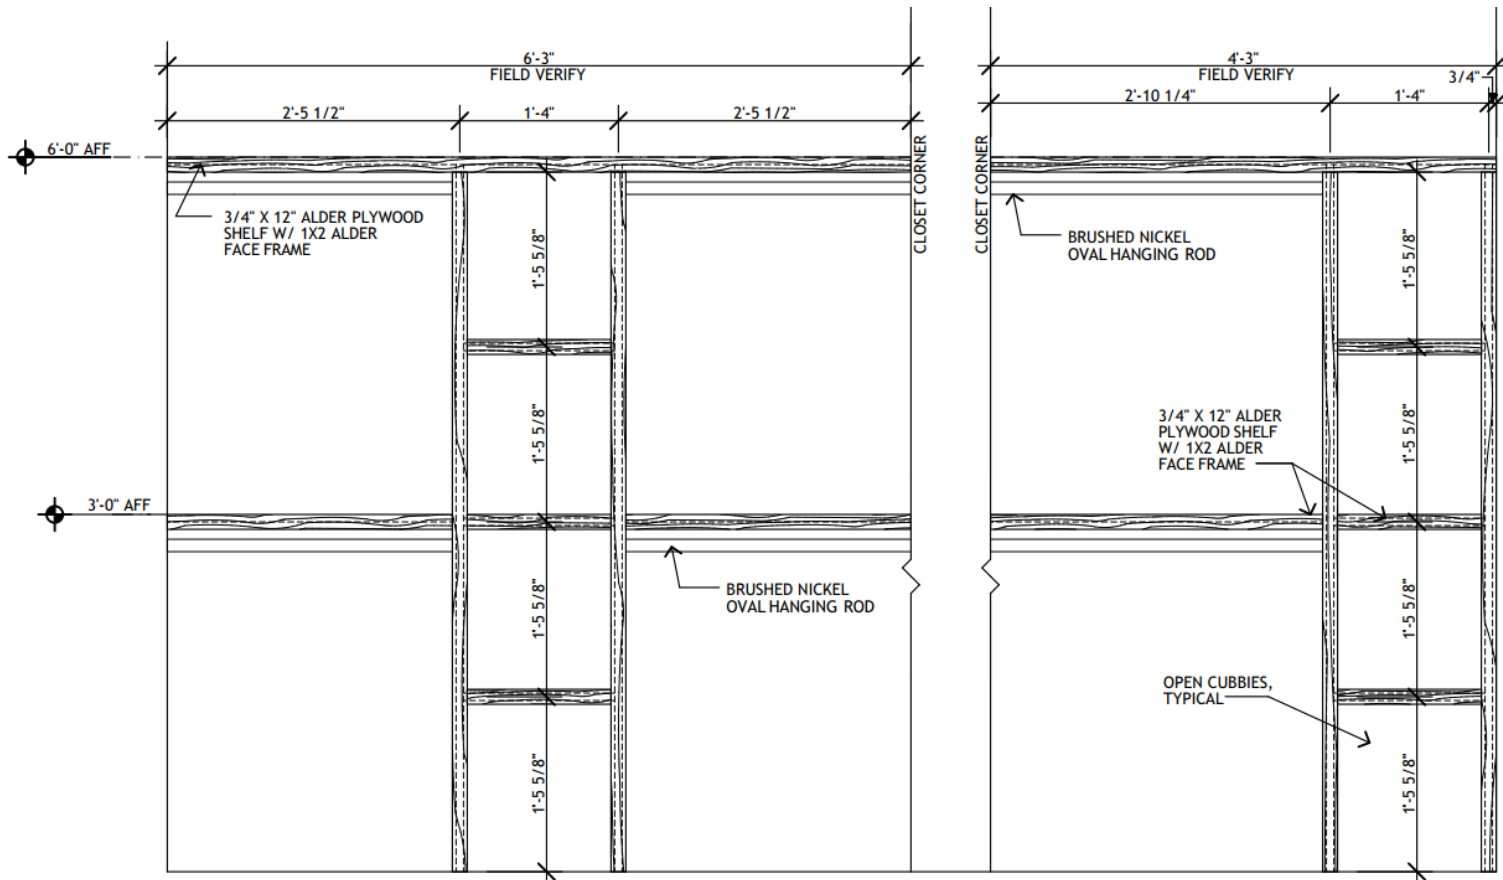 6'-3"
FIELD VERIFY
4'-3"
FIELD VERIFY
3/4"
2'-5 1/2"
1'-4"
2'-5 1/2"
2'-10 1/4"
1'-4"
6'-0" AFF
CLOSET CORNER
CLOSET CORNER
3/4" X 12" ALDER PLYWOOD
SHELF W/ 1X2 ALDER
FACE FRAME
BRUSHED NICKEL
OVAL HANGING ROD
1'-5 5/8"
1'-5 5/8"
1'-5 5/8"
1'-5 5/8"
3/4" X 12" ALDER
PLYWOOD SHELF
W/ 1X2 ALDER
FACE FRAME
3'-0" AFF
BRUSHED NICKEL
OVAL HANGING ROD
1'-5 5/8"
1'-5 5/8"
OPEN CUBBIES,
TYPICAL
1'-5 5/8"
1'-5 5/8"